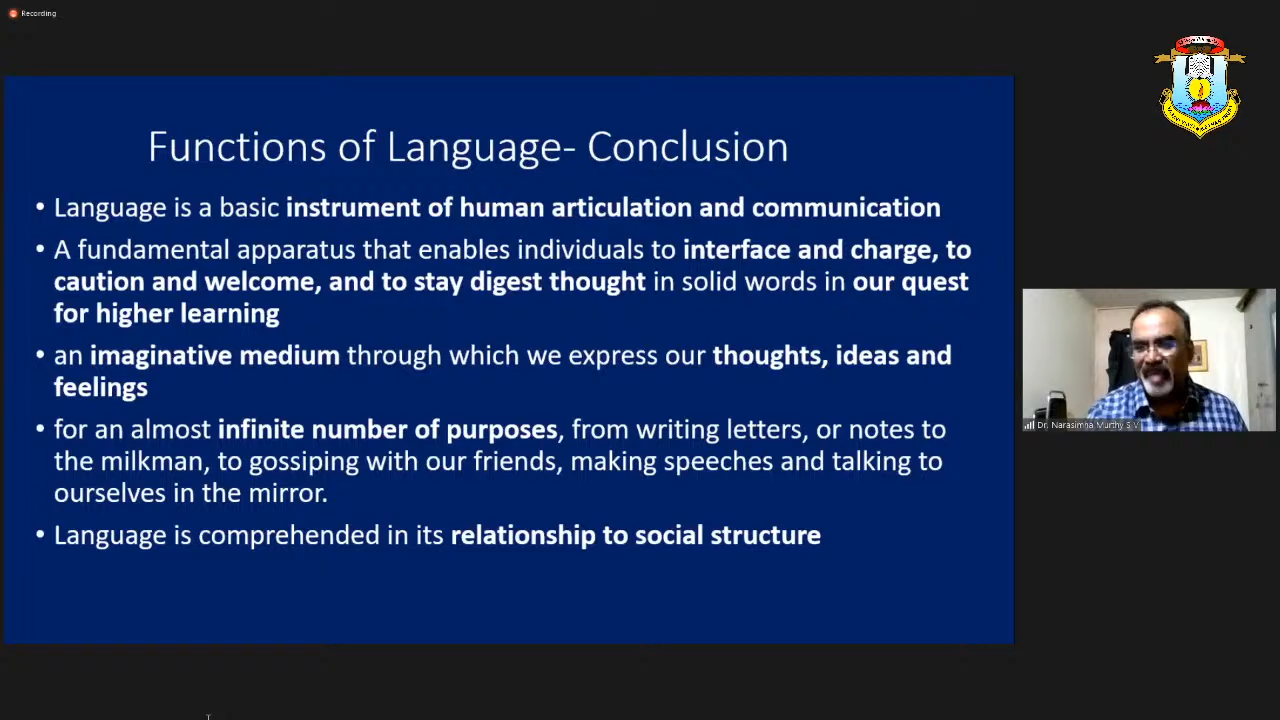 Recording
Functions of Language- Conclusion
• Language is a basic instrument of human articulation and communication
• A fundamental apparatus that enables individuals to interface and charge, to
caution and welcome, and to stay digest thought in solid words in our quest
for higher learning
• an imaginative medium through which we express our thoughts, ideas and
feelings
• for an almost infinite number of purposes, from writing letters, or notes to
the milkman, to gossiping with our friends, making speeches and talking to
ourselves in the mirror.
• Language is comprehended in its relationship to social structure
Dr. Narasimha Murthy S V